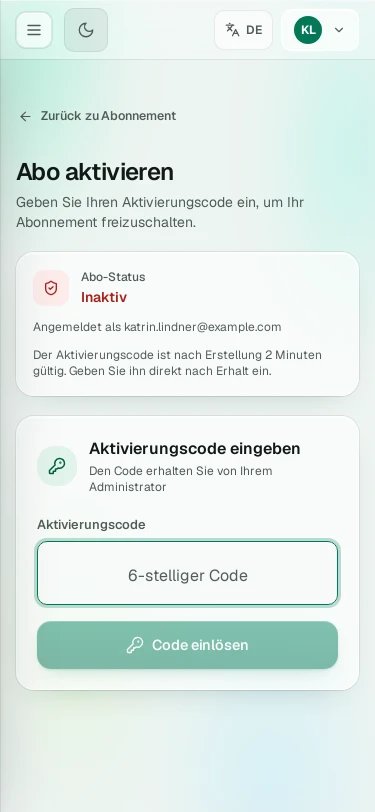 DE
KL
Zurück zu Abonnement
Abo aktivieren
Geben Sie Ihren Aktivierungscode ein, um Ihr
Abonnement freizuschalten.
Abo-Status
Inaktiv
Angemeldet als katrin.lindner@example.com
Der Aktivierungscode ist nach Erstellung 2 Minuten
gültig. Geben Sie ihn direkt nach Erhalt ein.
Aktivierungscode eingeben
Den Code erhalten Sie von Ihrem
Administrator
Aktivierungscode
6-stelliger Code
Code einlösen